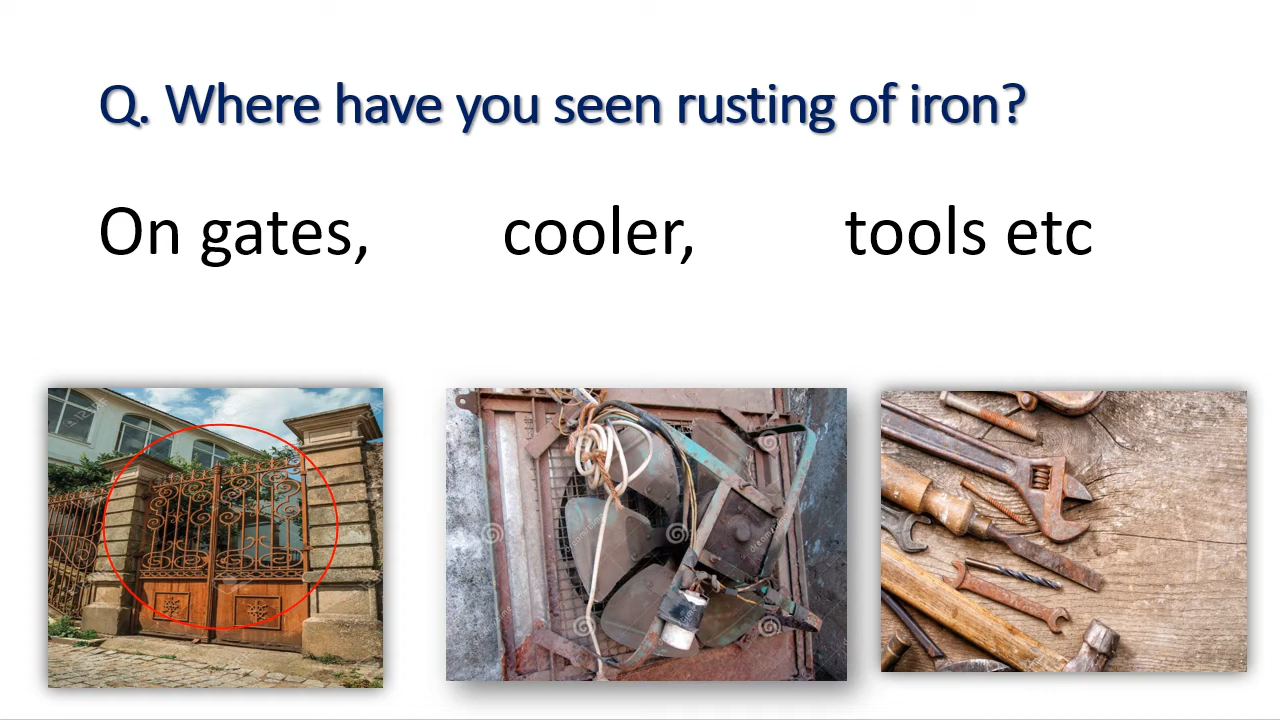 Q. Where have you seen rusting of iron?
On gates, cooler, tools etc